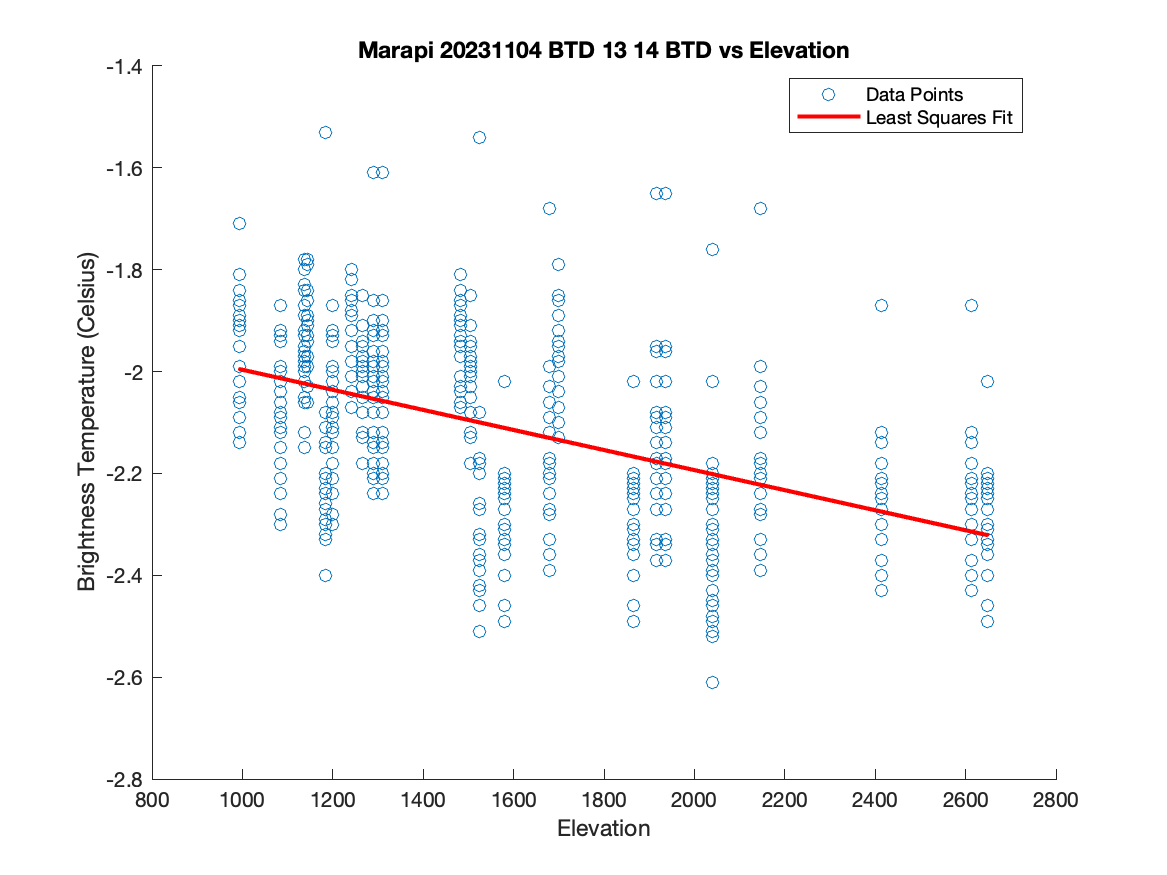 Marapi 20231104 BTD 13 14 BTD vs Elevation
Data Points
Least Squares Fit
Brightness Temperature (Celsius)
-1.4
-1.6
-1.8
-2
-2.2
-2.4
-2.6
-2.8
800 1000 1200 1400 1600 1800 2000 2200 2400 2600 2800
Elevation